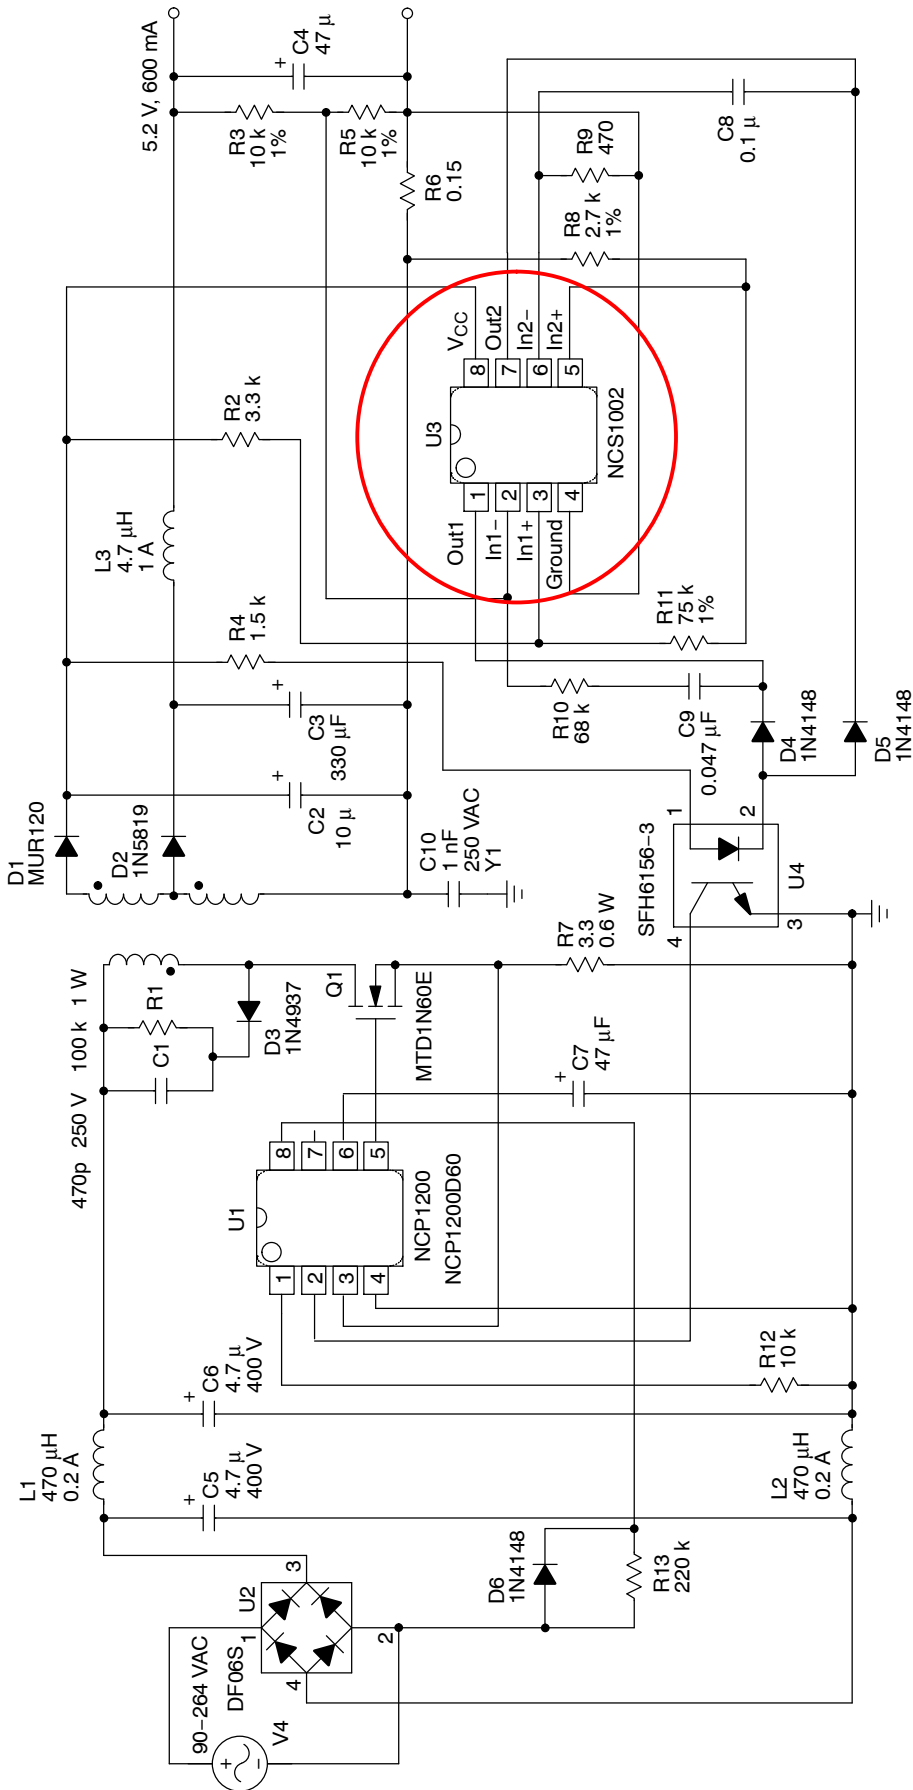 90−264 VAC
V4
+
−
U2
DF06S
1
2
3
4
L1
470 μH
0.2 A
+
C5
4.7 μ
400 V
+
C6
4.7 μ
400 V
L2
470 μH
0.2 A
D6
1N4148
R13
220 k
R12
10 k
U1
1
2
3
4
8
7
6
5
NCP1200
NCP1200D60
470p 250 V 100 k 1 W
C1
R1
D3
1N4937
Q1
MTD1N60E
+
C7
47 μF
R7
3.3
0.6 W
D1
MUR120
D2
1N5819
C10
1 nF
250 VAC
Y1
+
C2
10 μ
+
C3
330 μF
R4
1.5 k
L3
4.7 μH
1 A
R2
3.3 k
SFH6156−3
4
3
1
2
U4
R10
68 k
C9
0.047 μF
D4
1N4148
D5
1N4148
R11
75 k
1%
U3
Out1
In1−
In1+
Ground
1
2
3
4
8
7
6
5
VCC
Out2
In2−
In2+
NCS1002
R8
2.7 k
1%
R9
470
C8
0.1 μ
R6
0.15
R3
10 k
1%
R5
10 k
1%
+
C4
47 μ
5.2 V, 600 mA